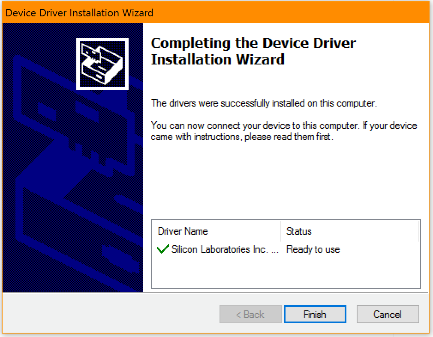 Device Driver Installation Wizard
Completing the Device Driver
Installation Wizard
The drivers were successfully installed on this computer.
You can now connect your device to this computer. If your device
came with instructions, please read them first.
Driver Name Status
Silicon Laboratories Inc. ... Ready to use
< Back Finish Cancel